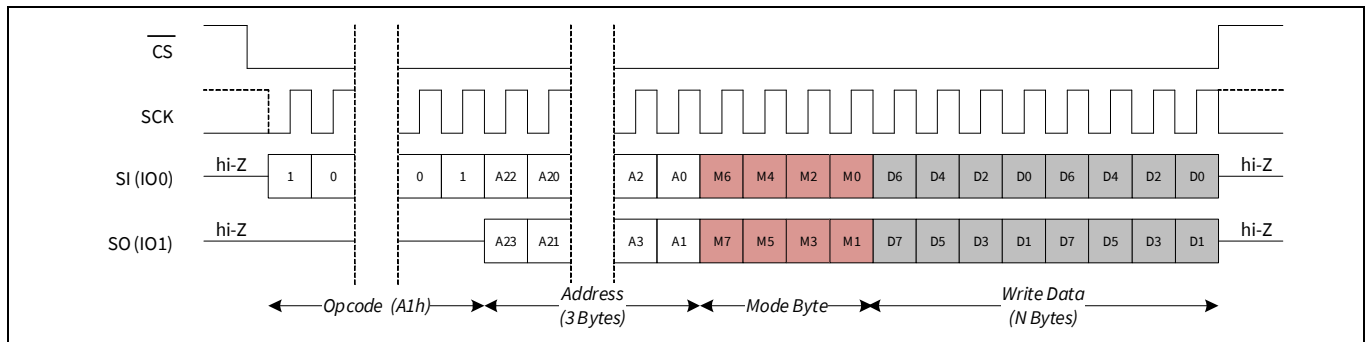 CS
SCK
hi-Z
SI (IO0)
1 0 0 1 A22 A20 A2 A0 M6 M4 M2 M0 D6 D4 D2 D0 D6 D4 D2 D0
hi-Z
hi-Z
SO (IO1)
A23 A21 A3 A1 M7 M5 M3 M1 D7 D5 D3 D1 D7 D5 D3 D1
hi-Z
Opcode (A1h)
Address
(3 Bytes)
Mode Byte
Write Data
(N Bytes)